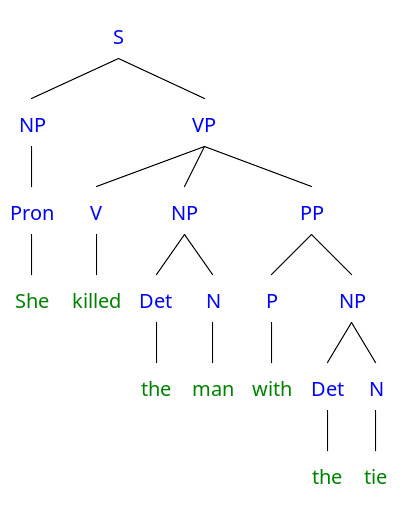 S
NP VP
Pron V NP PP
She killed Det N P NP
the man with Det N
the tie